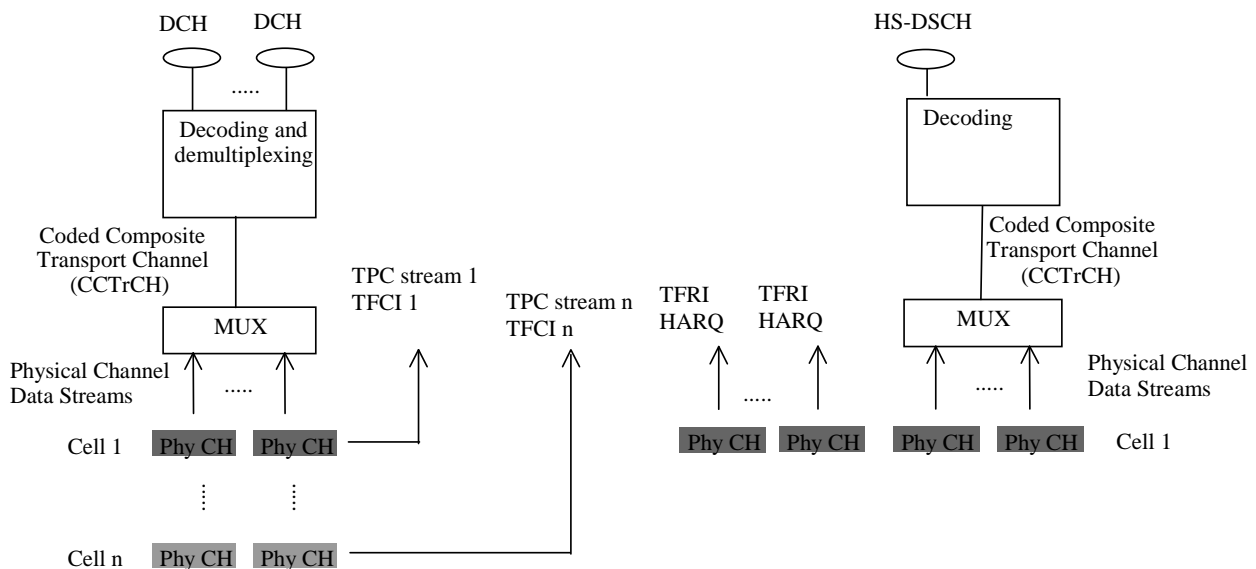 DCH DCH
.....
Decoding and
demultiplexing
Coded Composite
Transport Channel
(CCTrCH)
MUX
Physical Channel
Data Streams
.....
Cell 1 Phy CH Phy CH
Cell n Phy CH Phy CH
TPC stream 1
TFCI 1
TPC stream n
TFCI n
HS-DSCH
Decoding
Coded Composite
Transport Channel
(CCTrCH)
TFRI
HARQ
TFRI
HARQ
MUX
.....
.....
Physical Channel
Data Streams
Phy CH Phy CH Phy CH Phy CH Cell 1